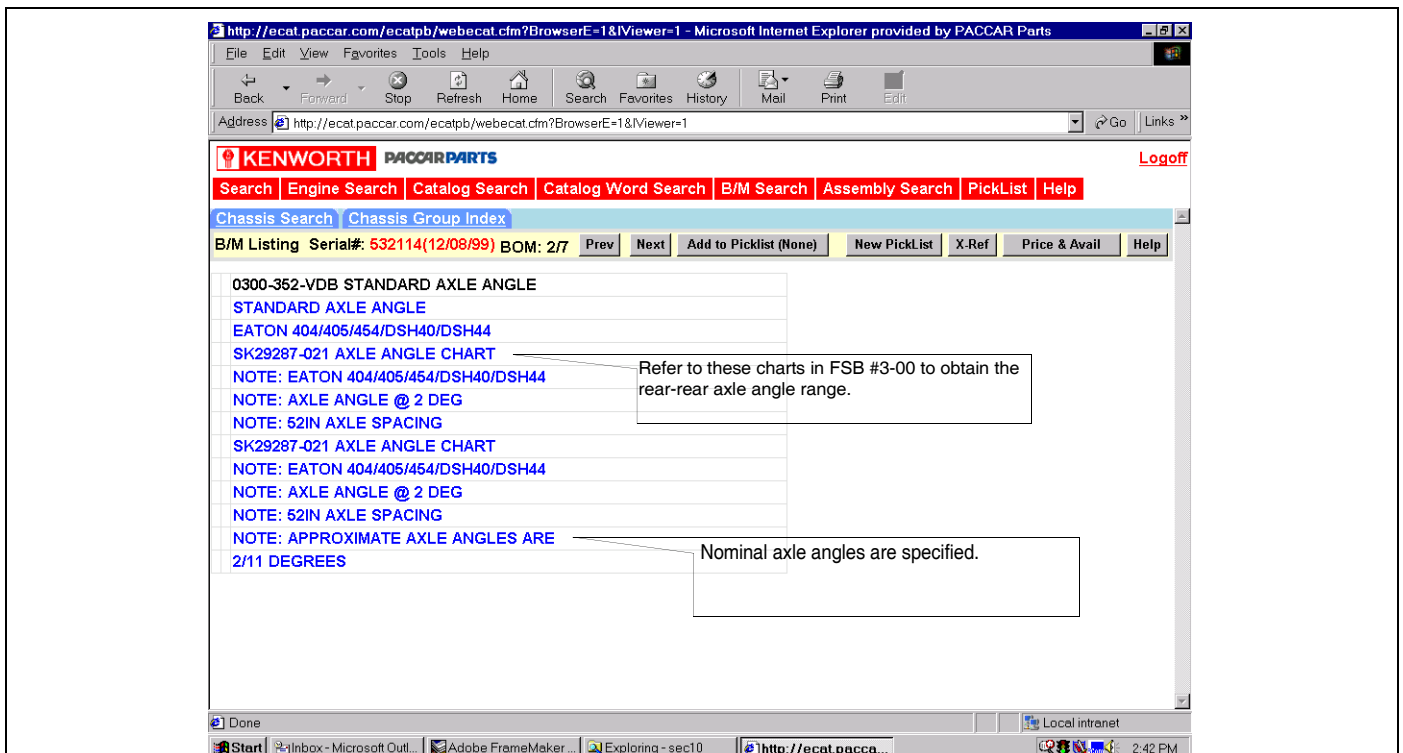 http://ecat.paccar.com/ecatpb/webecat.cfm?BrowserE=1&IViewer=1 - Microsoft Internet Explorer provided by PACCAR Parts
File Edit View Favorites Tools Help
Back Forward Stop Refresh Home Search Favorites History Mail Print Edit
Address http://ecat.paccar.com/ecatpb/webecat.cfm?BrowserE=1&IViewer=1 Go Links »
KENWORTH PACCAR PARTS Logoff
Search Engine Search Catalog Search Catalog Word Search B/M Search Assembly Search PickList Help
Chassis Search Chassis Group Index
B/M Listing Serial#: 532114(12/08/99) BOM: 2/7 Prev Next Add to Picklist (None) New PickList X-Ref Price & Avail Help
0300-352-VDB STANDARD AXLE ANGLE
STANDARD AXLE ANGLE
EATON 404/405/454/DSH40/DSH44
SK29287-021 AXLE ANGLE CHART
Refer to these charts in FSB #3-00 to obtain the
rear-rear axle angle range.
NOTE: EATON 404/405/454/DSH40/DSH44
NOTE: AXLE ANGLE @ 2 DEG
NOTE: 52IN AXLE SPACING
SK29287-021 AXLE ANGLE CHART
NOTE: EATON 404/405/454/DSH40/DSH44
NOTE: AXLE ANGLE @ 2 DEG
NOTE: 52IN AXLE SPACING
NOTE: APPROXIMATE AXLE ANGLES ARE
Nominal axle angles are specified.
2/11 DEGREES
Done Local intranet
Start Inbox - Microsoft Outl... Adobe FrameMaker ... Exploring - sec10 http://ecat.pacca... 2:42 PM